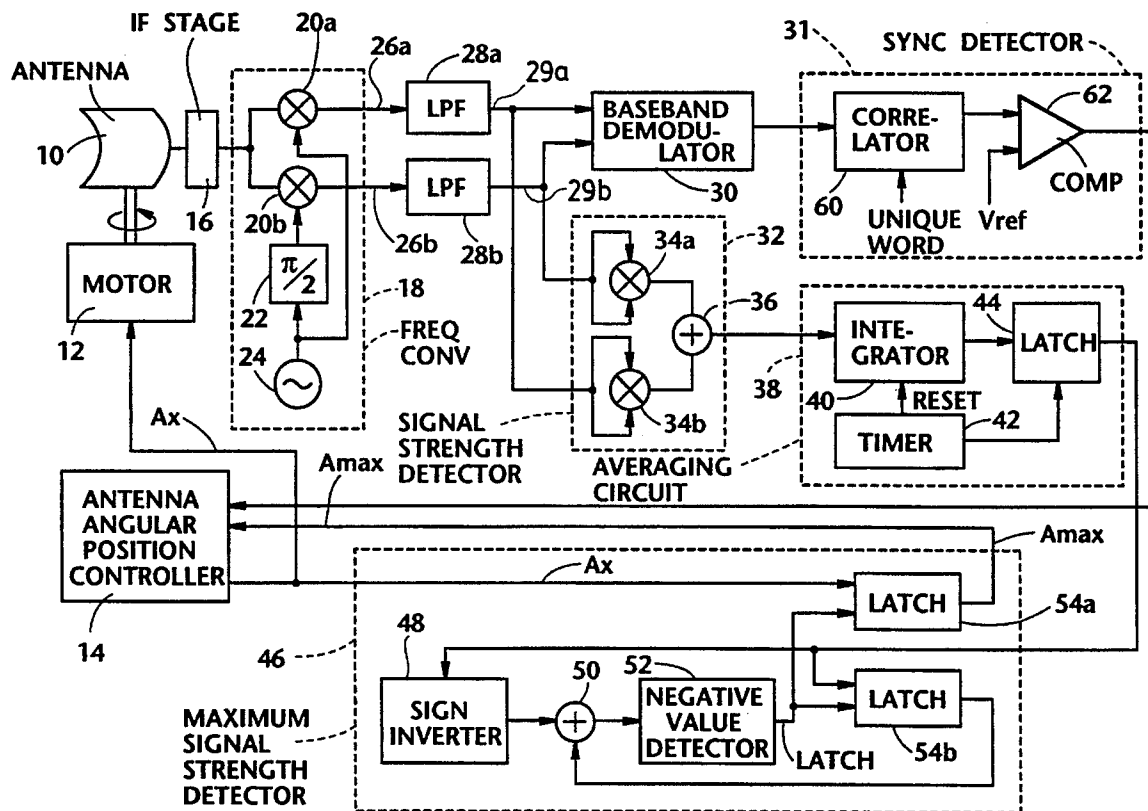 IF STAGE
20a
26a
28a
29a
31
SYNC DETECTOR
ANTENNA
10
16
LPF
BASEBAND
DEMODU-
LATOR
30
CORRE-
LATOR
60
62
COMP
UNIQUE
WORD
Vref
20b
26b
LPF
28b
29b
MOTOR
12
π/2
22
18
24
FREQ
CONV
34a
32
36
34b
SIGNAL
STRENGTH
DETECTOR
AVERAGING
CIRCUIT
38
INTE-
GRATOR
40
44
LATCH
RESET
42
TIMER
Ax
Amax
ANTENNA
ANGULAR
POSITION
CONTROLLER
14
Ax
Amax
LATCH
54a
46
48
SIGN
INVERTER
50
52
NEGATIVE
VALUE
DETECTOR
LATCH
LATCH
54b
MAXIMUM
SIGNAL
STRENGTH
DETECTOR